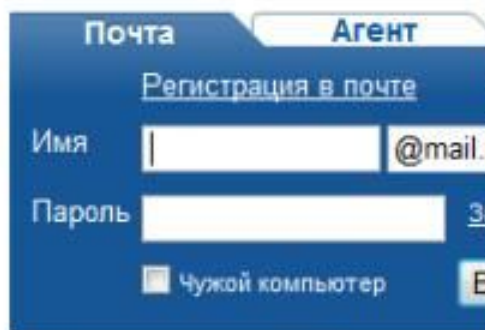 Почта Агент
Регистрация в почте
Имя @mail.
Пароль
Чужой компьютер